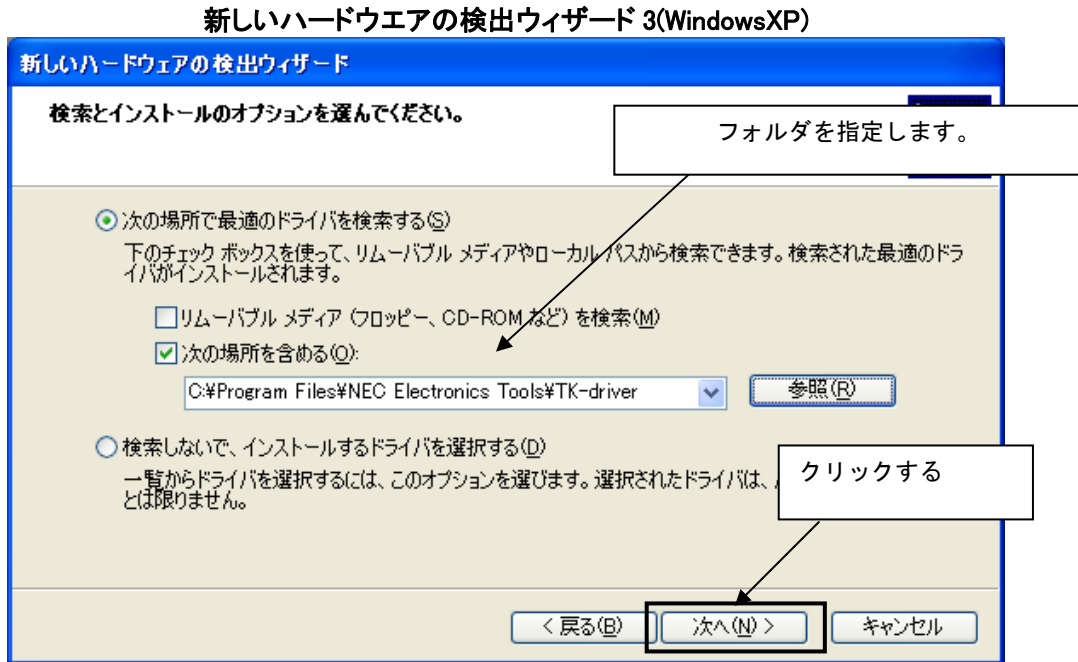 新しいハードウエアの検出ウィザード 3(WindowsXP)
新しいハードウェアの検出ウィザード
検索とインストールのオプションを選んでください。
フォルダを指定します。
次の場所で最適のドライバを検索する(S)
下のチェック ボックスを使って、リムーバブル メディアやローカル パスから検索できます。検索された最適のドラ
イバがインストールされます。
リムーバブル メディア (フロッピー、CD-ROM など) を検索(M)
次の場所を含める(O):
C:¥Program Files¥NEC Electronics Tools¥TK-driver
参照(R)
検索しないで、インストールするドライバを選択する(D)
一覧からドライバを選択するには、このオプションを選びます。選択されたドライバは、
とは限りません。
クリックする
< 戻る(B)
次へ(N) >
キャンセル